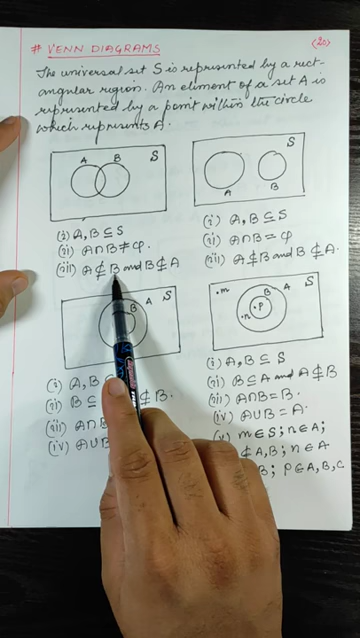 # VENN DIAGRAMS (20)
The universal set S is represented by a rect-
angular region. An element of a set A is
represented by a point within the circle
which represents A.
A B S
(i) A, B ⊆ S
(ii) A∩B ≠ φ.
(iii) A ⊄ B and B ⊄ A
S
A B
(i) A, B ⊆ S
(ii) A∩B = φ
(iii) A ⊄ B and B ⊄ A.
B A S
(i) A, B
(ii) B ⊆ ⊄ B.
(iii) A∩
(iv) A∪B
S
.m B A
.n .p
(i) A, B ⊆ S
(ii) B ⊆ A and A ⊄ B
(iii) A∩B = B.
(iv) A∪B = A.
(v) m ∈ S; n ∈ A;
∉ A, B; n ∈ A
B; p ∈ A, B, C